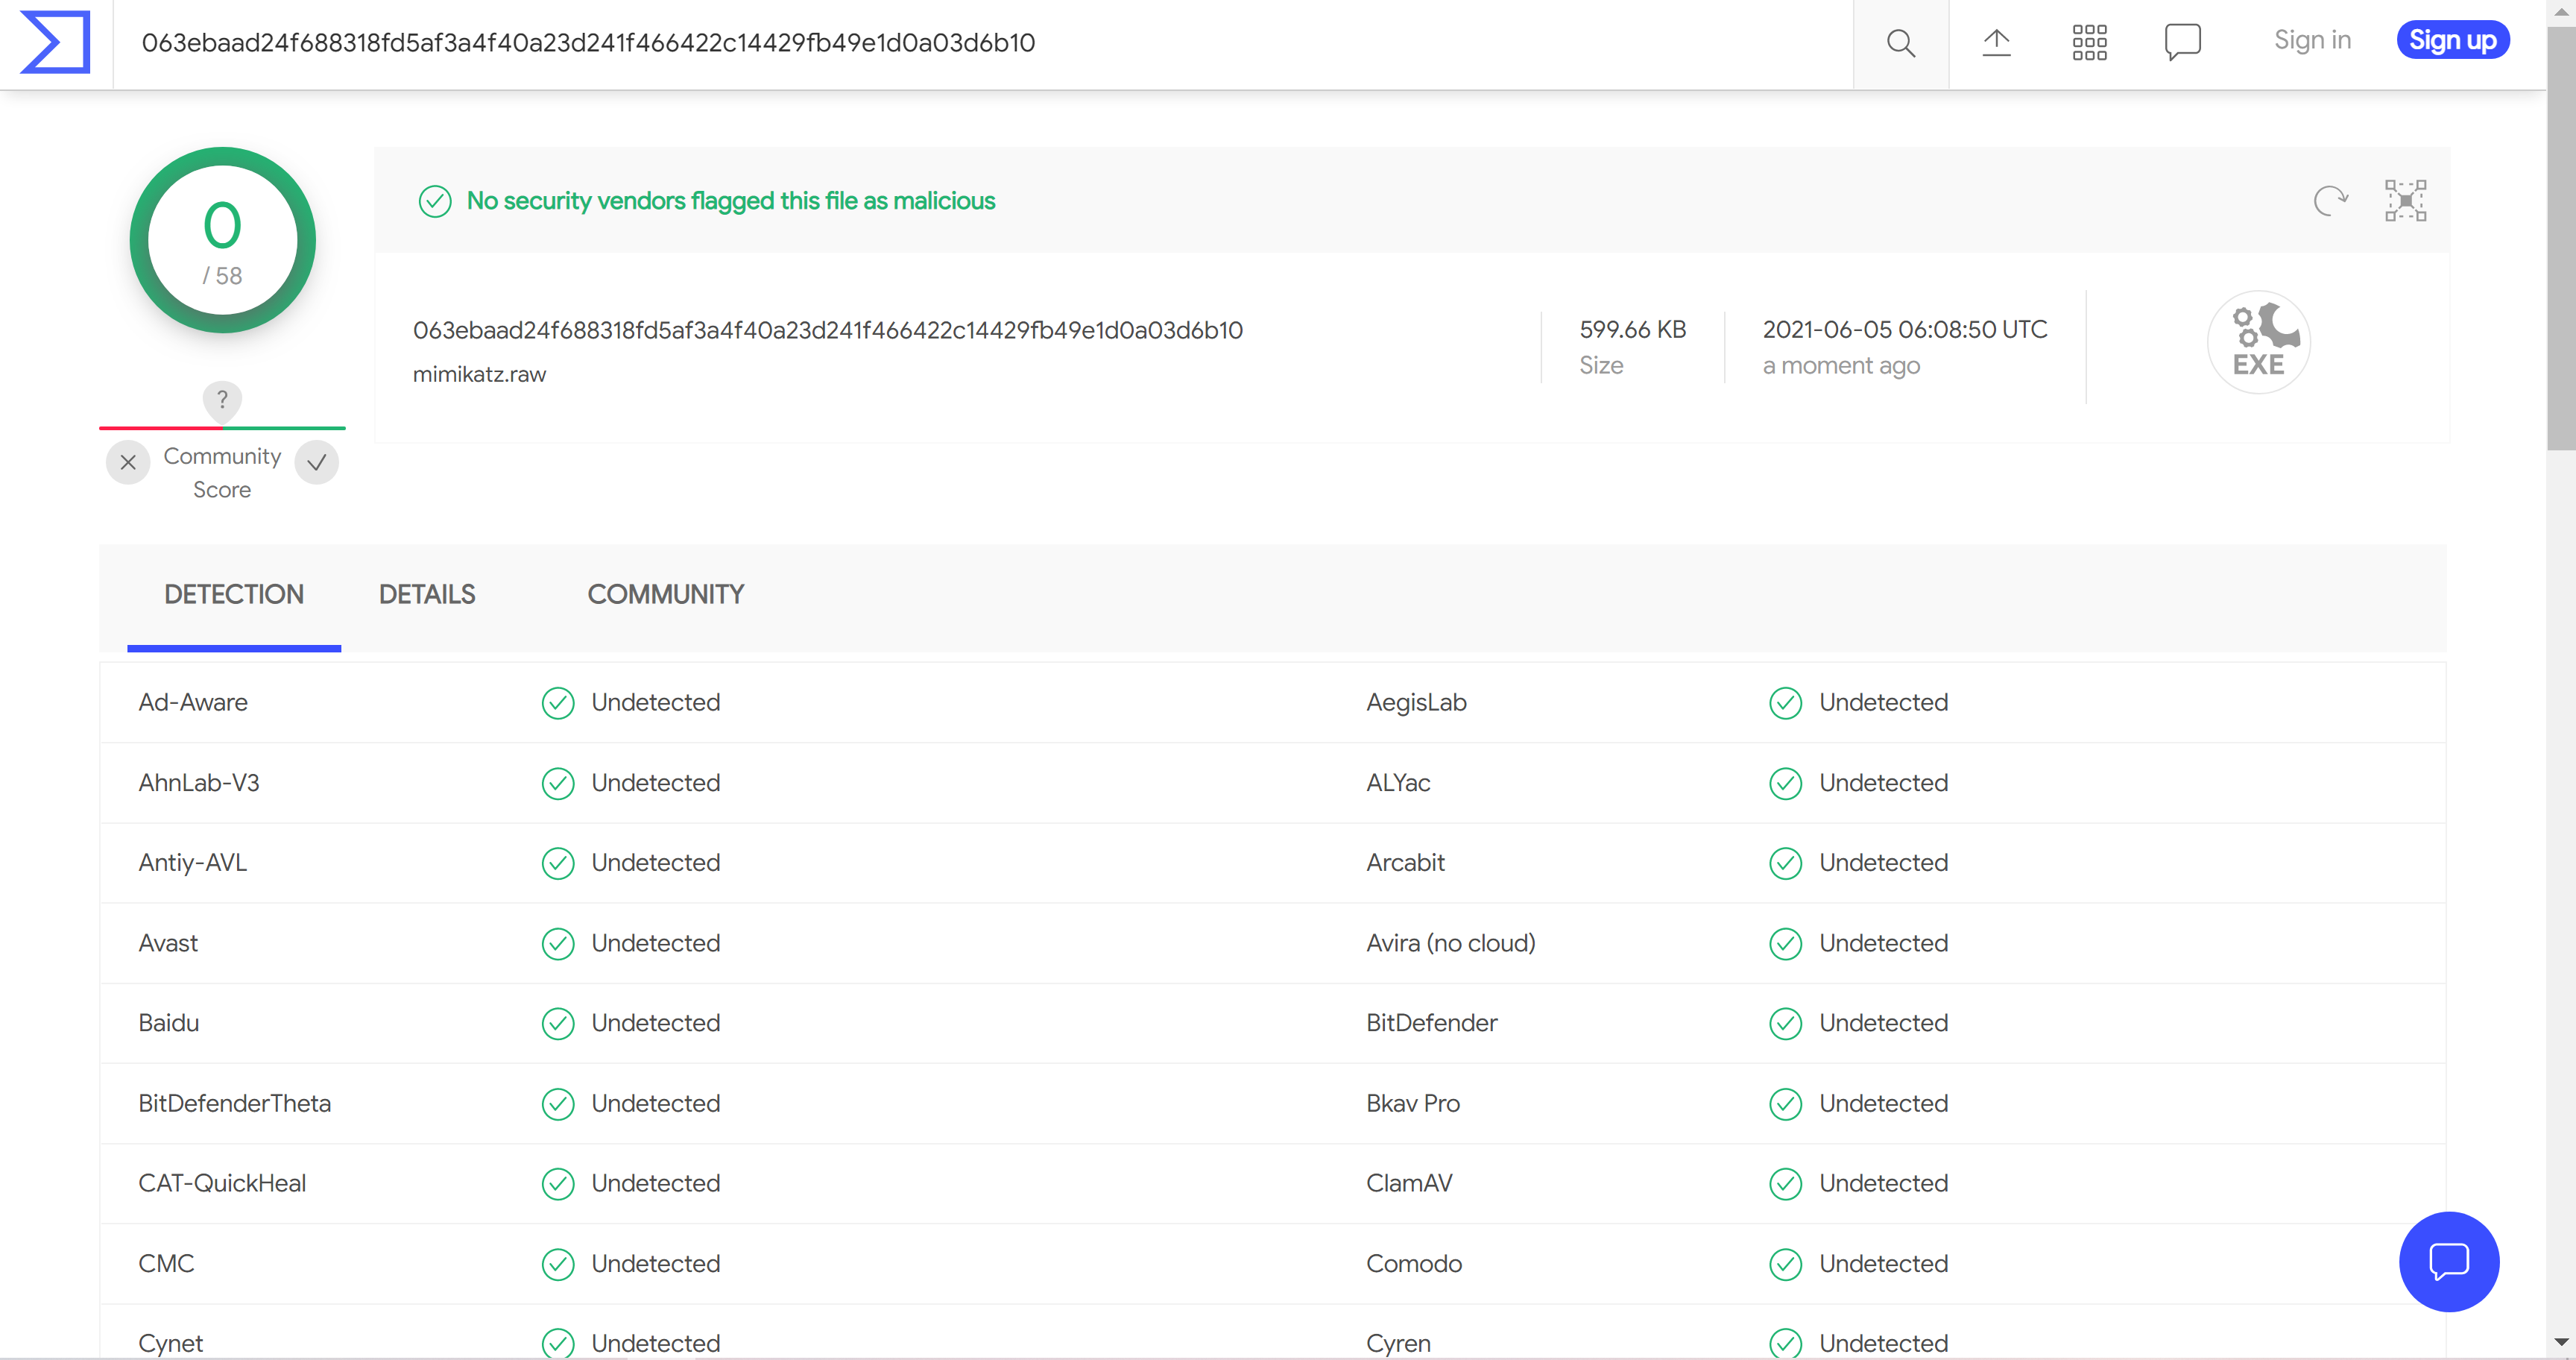 063ebaad24f688318fd5af3a4f40a23d241f466422c14429fb49e1d0a03d6b10
Sign in
Sign up
0
/ 58
No security vendors flagged this file as malicious
063ebaad24f688318fd5af3a4f40a23d241f466422c14429fb49e1d0a03d6b10
mimikatz.raw
599.66 KB
Size
2021-06-05 06:08:50 UTC
a moment ago
EXE
?
Community
Score
DETECTION
DETAILS
COMMUNITY
Ad-Aware Undetected AegisLab Undetected
AhnLab-V3 Undetected ALYac Undetected
Antiy-AVL Undetected Arcabit Undetected
Avast Undetected Avira (no cloud) Undetected
Baidu Undetected BitDefender Undetected
BitDefenderTheta Undetected Bkav Pro Undetected
CAT-QuickHeal Undetected ClamAV Undetected
CMC Undetected Comodo Undetected
Cynet Undetected Cyren Undetected